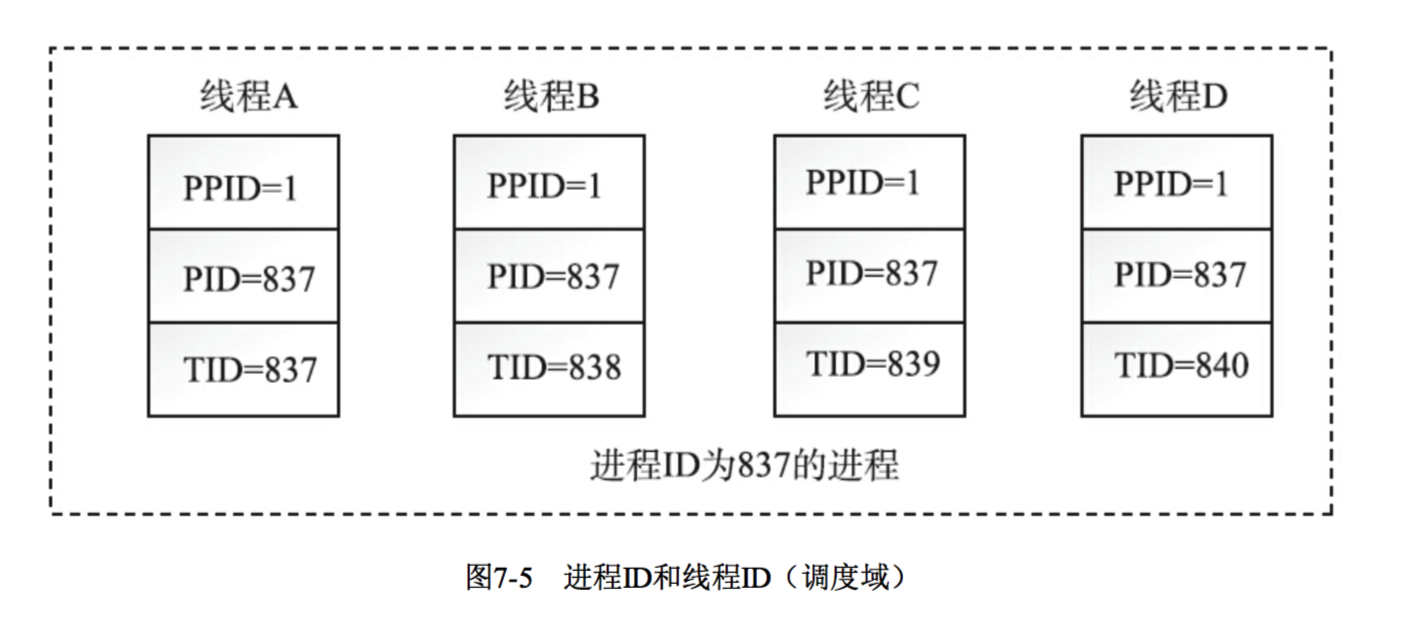 线程A 线程B 线程C 线程D
PPID=1 PPID=1 PPID=1 PPID=1
PID=837 PID=837 PID=837 PID=837
TID=837 TID=838 TID=839 TID=840
进程ID为837的进程
图7-5 进程ID和线程ID（调度域）